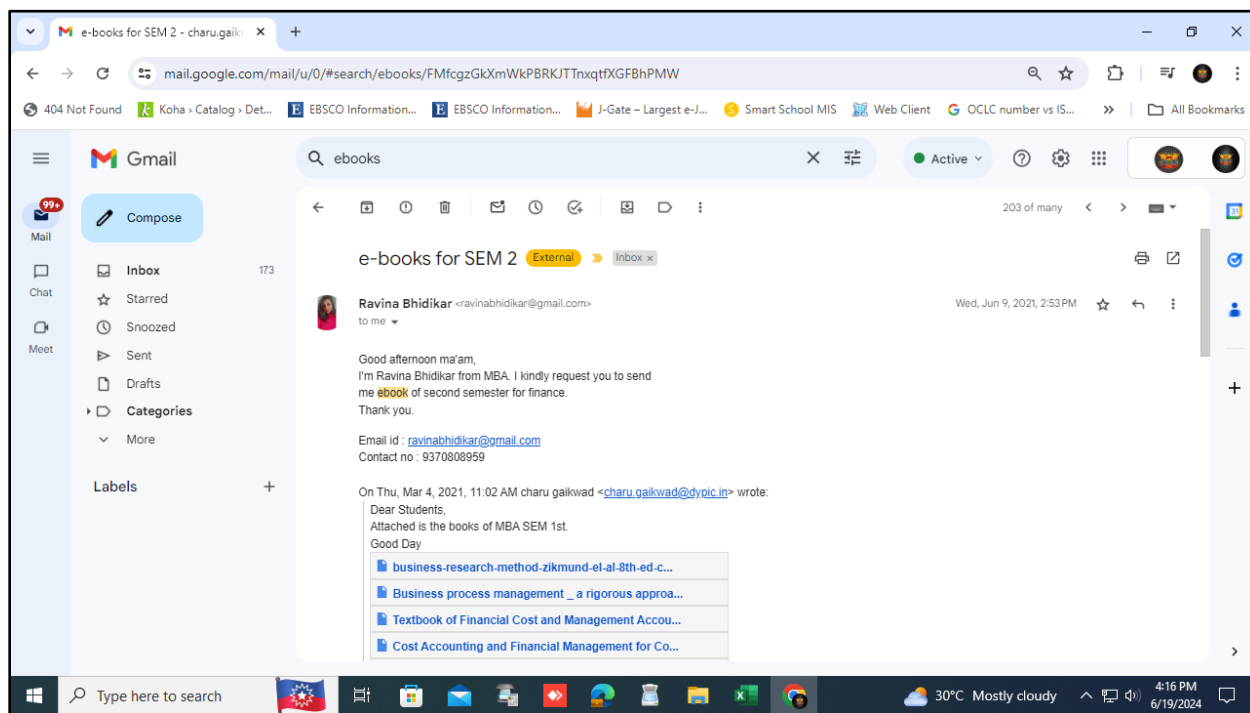 e-books for SEM 2 - charu.gaik
mail.google.com/mail/u/0/#search/ebooks/FMfcgzGkXmWkPBRKJTTnxqtfXGFBhPMW
404 Not Found Koha › Catalog › Det... EBSCO Information... EBSCO Information... J-Gate – Largest e-J... Smart School MIS Web Client OCLC number vs IS... » All Bookmarks
Gmail ebooks Active
99+
Mail
Chat
Meet
Compose
Inbox 173
Starred
Snoozed
Sent
Drafts
Categories
More
Labels
203 of many
31
e-books for SEM 2 External Inbox x
Ravina Bhidikar <ravinabhidikar@gmail.com> Wed, Jun 9, 2021, 2:53 PM
to me
Good afternoon ma'am,
I'm Ravina Bhidikar from MBA. I kindly request you to send
me ebook of second semester for finance.
Thank you.
Email id : ravinabhidikar@gmail.com
Contact no : 9370808959
On Thu, Mar 4, 2021, 11:02 AM charu gaikwad <charu.gaikwad@dypic.in> wrote:
Dear Students,
Attached is the books of MBA SEM 1st.
Good Day
business-research-method-zikmund-el-al-8th-ed-c...
Business process management _ a rigorous approa...
Textbook of Financial Cost and Management Accou...
Cost Accounting and Financial Management for Co...
Type here to search
30°C Mostly cloudy
4:16 PM
6/19/2024